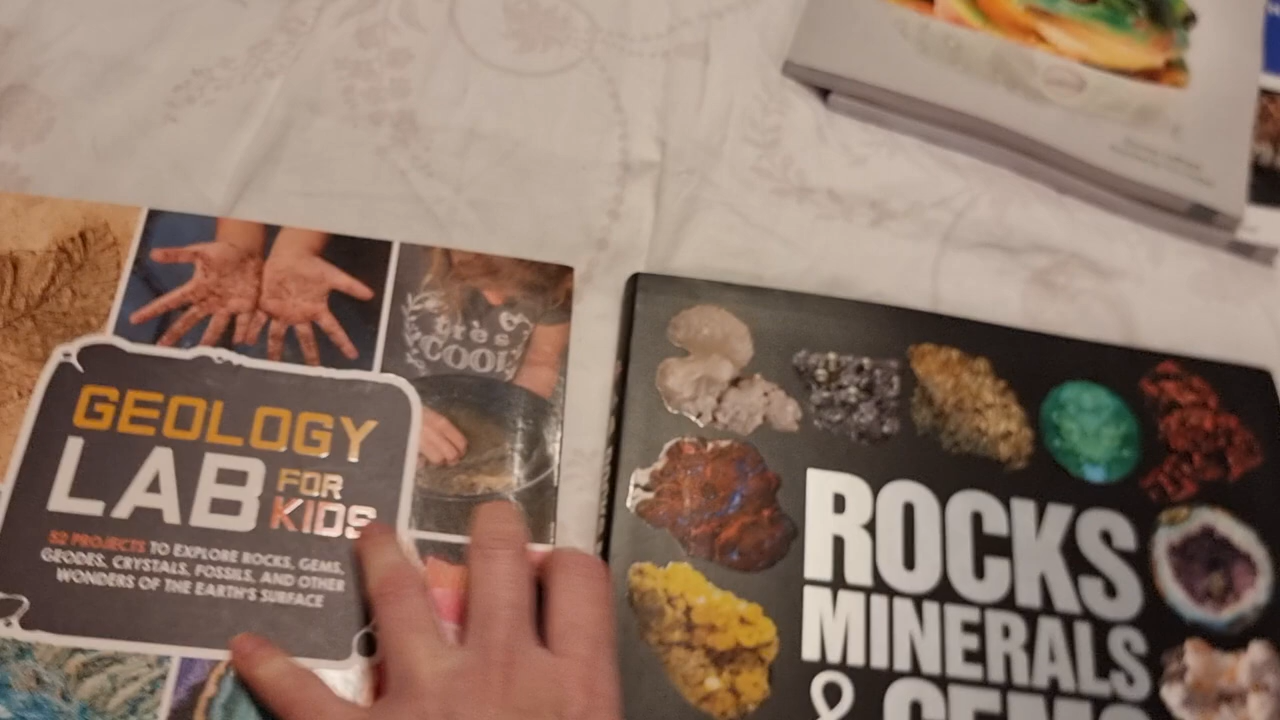 très
COOL
GEOLOGY
LAB FOR
KIDS
52 PROJECTS TO EXPLORE ROCKS, GEMS,
GEODES, CRYSTALS, FOSSILS, AND OTHER
WONDERS OF THE EARTH'S SURFACE
ROCKS
MINERALS
& GEMS